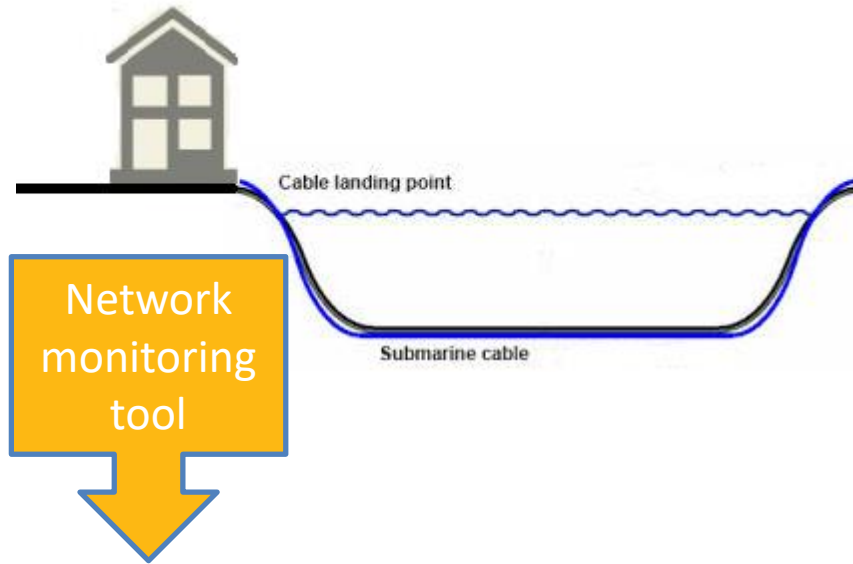 Cable landing point
Submarine cable
Network
monitoring
tool